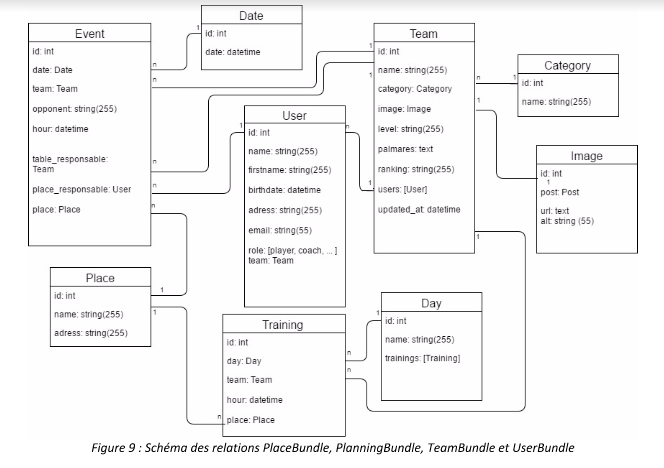 Event
id: int
date: Date
team: Team
opponent: string(255)
hour: datetime
table_responsable:
Team
place_responsable: User
place: Place
n
n
n
n
n
Date
id: int
date: datetime
1
User
id: int
name: string(255)
firstname: string(255)
birthdate: datetime
adress: string(255)
email: string(55)
role: [player, coach, ... ]
team: Team
1
n
Team
id: int
name: string(255)
category: Category
image: Image
level: string(255)
palmares: text
ranking: string(255)
users: [User]
updated_at: datetime
1
1
1
n
1
1
Category
id: int
name: string(255)
1
Image
id: int
1
post: Post
url: text
alt: string (55)
Place
id: int
name: string(255)
adress: string(255)
1
1
Training
id: int
day: Day
team: Team
hour: datetime
place: Place
n
n
n
Day
id: int
name: string(255)
trainings: [Training]
1
Figure 9 : Schéma des relations PlaceBundle, PlanningBundle, TeamBundle et UserBundle